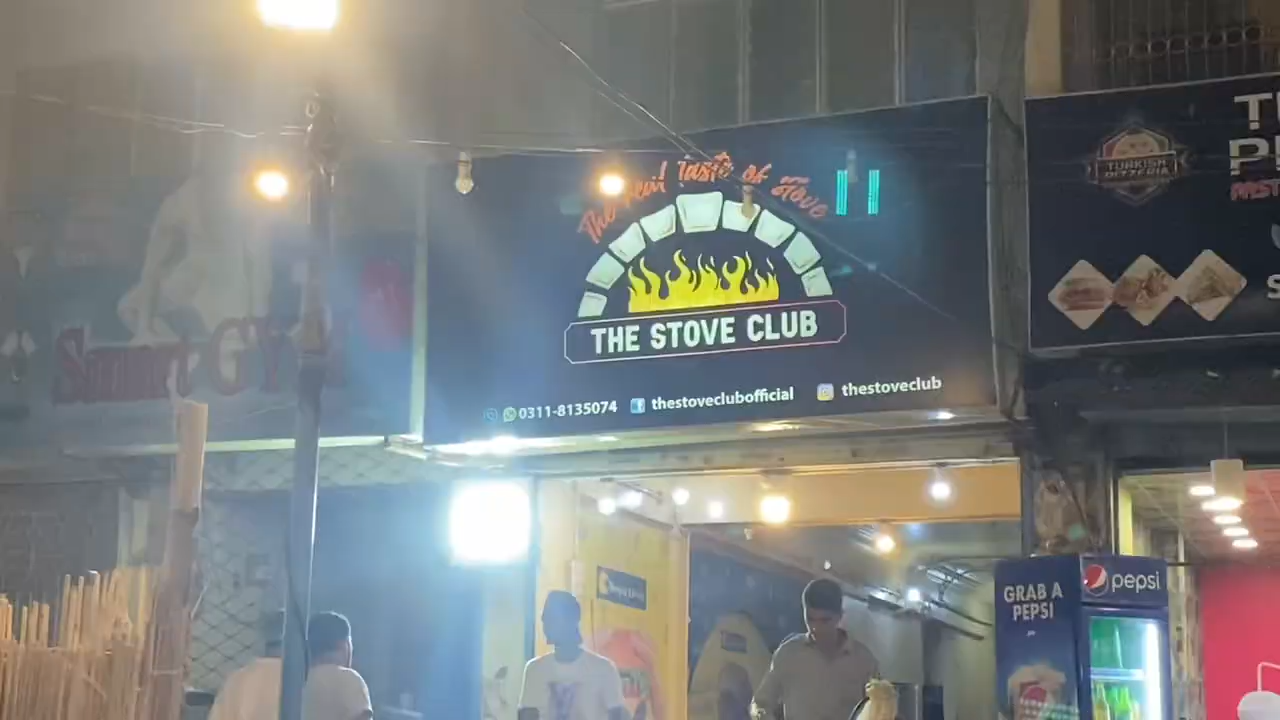 The Real Taste of Stove
THE STOVE CLUB
0311-8135074 thestoveclubofficial thestoveclub
TURKISH
PIZZERIA
GRAB A
PEPSI
pepsi